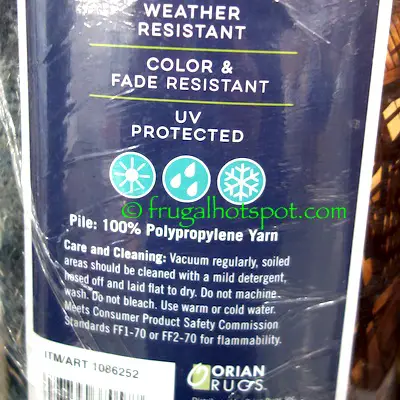 WEATHER
RESISTANT
COLOR &
FADE RESISTANT
UV
PROTECTED
© frugalhotspot.com
Pile: 100% Polypropylene Yarn
Care and Cleaning: Vacuum regularly, soiled
areas should be cleaned with a mild detergent,
hosed off and laid flat to dry. Do not machine
wash. Do not bleach. Use warm or cold water.
Meets Consumer Product Safety Commission
Standards FF1-70 or FF2-70 for flammability.
ITM/ART 1086252
ORIAN
RUGS